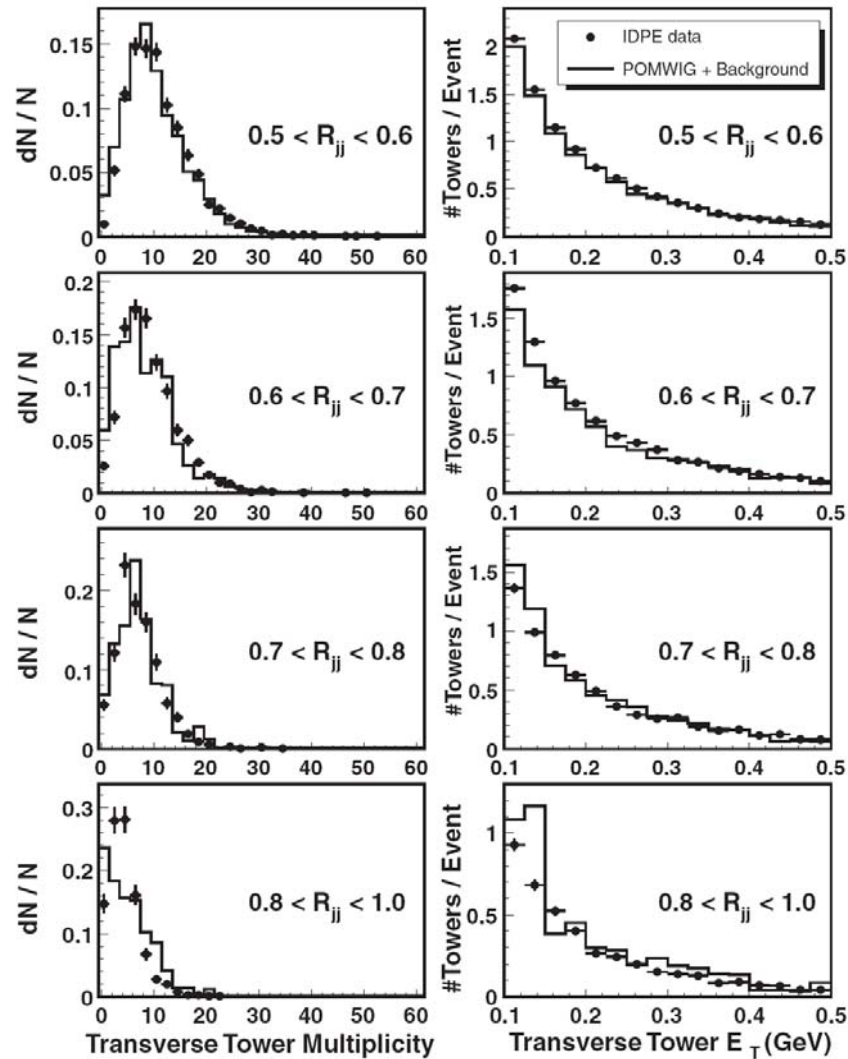 dN / N
0.15
0.1
0.05
0
0 10 20 30 40 50 60
0.5 < R_jj < 0.6
#Towers / Event
2
1
0
0.1 0.2 0.3 0.4 0.5
IDPE data
POMWIG + Background
0.5 < R_jj < 0.6
dN / N
0.2
0.15
0.1
0.05
0
0 10 20 30 40 50 60
0.6 < R_jj < 0.7
#Towers / Event
1.5
1
0.5
0
0.1 0.2 0.3 0.4 0.5
0.6 < R_jj < 0.7
dN / N
0.2
0.1
0
0 10 20 30 40 50 60
0.7 < R_jj < 0.8
#Towers / Event
1.5
1
0.5
0
0.1 0.2 0.3 0.4 0.5
0.7 < R_jj < 0.8
dN / N
0.3
0.2
0.1
0
0 10 20 30 40 50 60
0.8 < R_jj < 1.0
Transverse Tower Multiplicity
#Towers / Event
1
0.5
0
0.1 0.2 0.3 0.4 0.5
0.8 < R_jj < 1.0
Transverse Tower E_T (GeV)